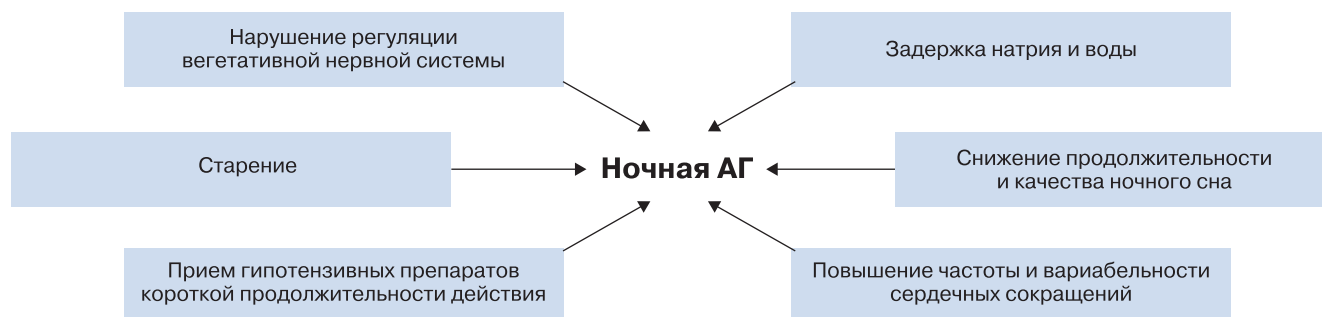 Нарушение регуляции
вегетативной нервной системы
Задержка натрия и воды
Старение
Ночная АГ
Снижение продолжительности
и качества ночного сна
Прием гипотензивных препаратов
короткой продолжительности действия
Повышение частоты и вариабельности
сердечных сокращений